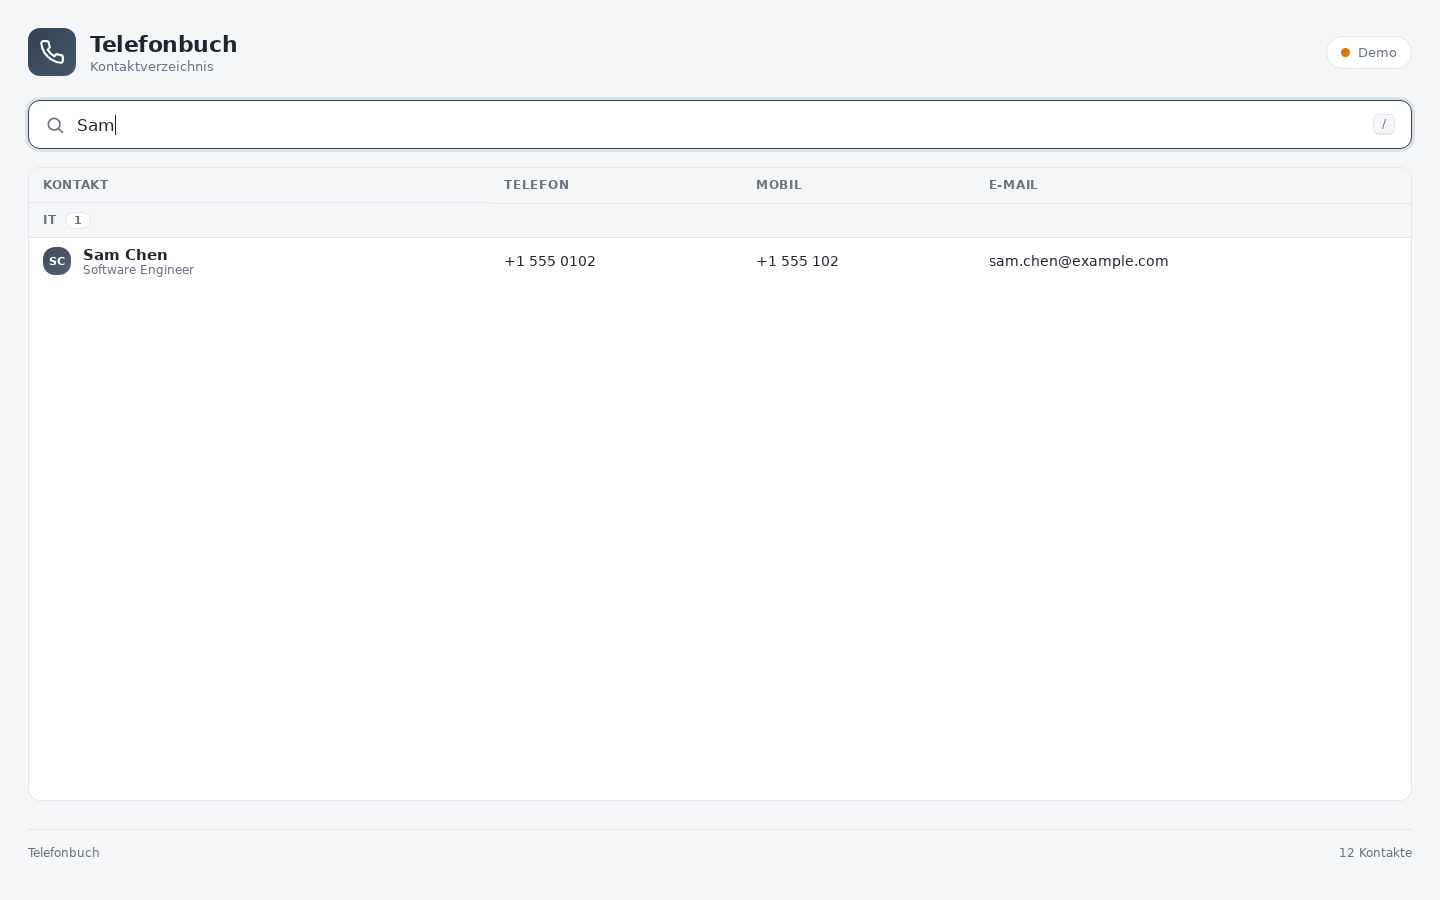 Telefonbuch
Kontaktverzeichnis
Demo
Sam
/
KONTAKT TELEFON MOBIL E-MAIL
IT 1
SC Sam Chen +1 555 0102 +1 555 102 sam.chen@example.com
Software Engineer
Telefonbuch 12 Kontakte